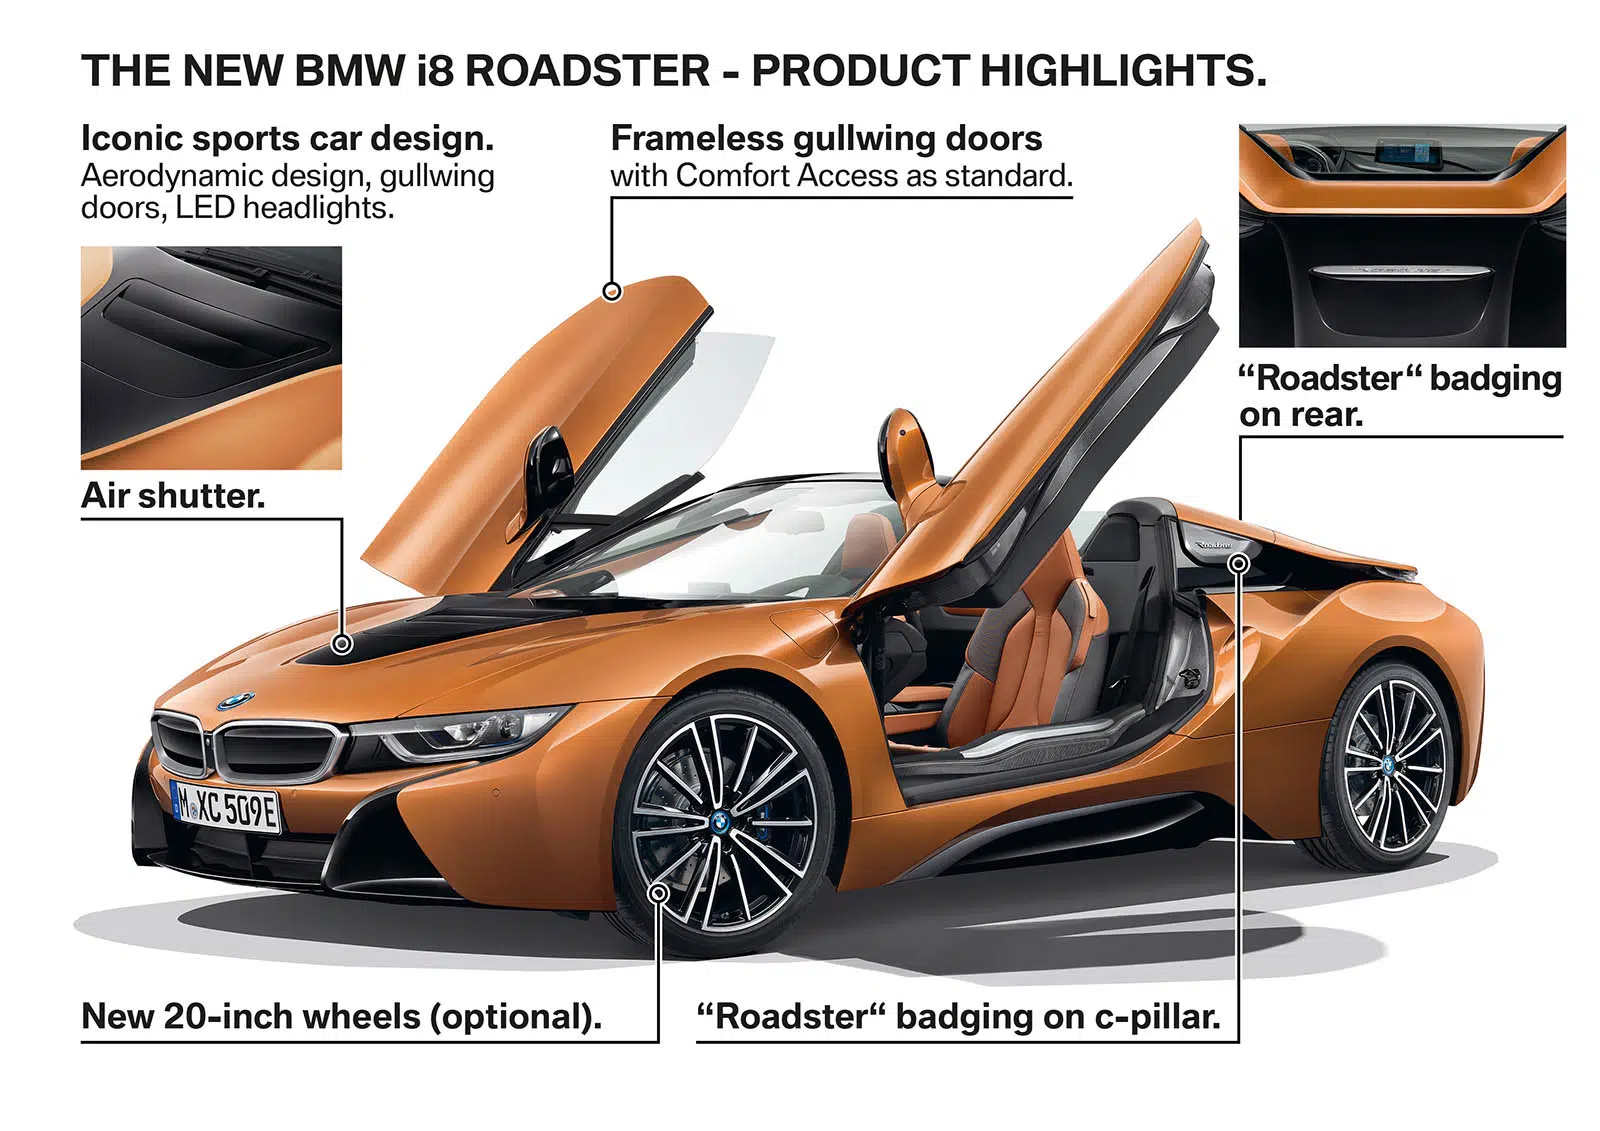 THE NEW BMW i8 ROADSTER - PRODUCT HIGHLIGHTS.
Iconic sports car design.
Aerodynamic design, gullwing
doors, LED headlights.
Frameless gullwing doors
with Comfort Access as standard.
“Roadster“ badging
on rear.
Air shutter.
Roadster
M XC 509E
New 20-inch wheels (optional).
“Roadster“ badging on c-pillar.